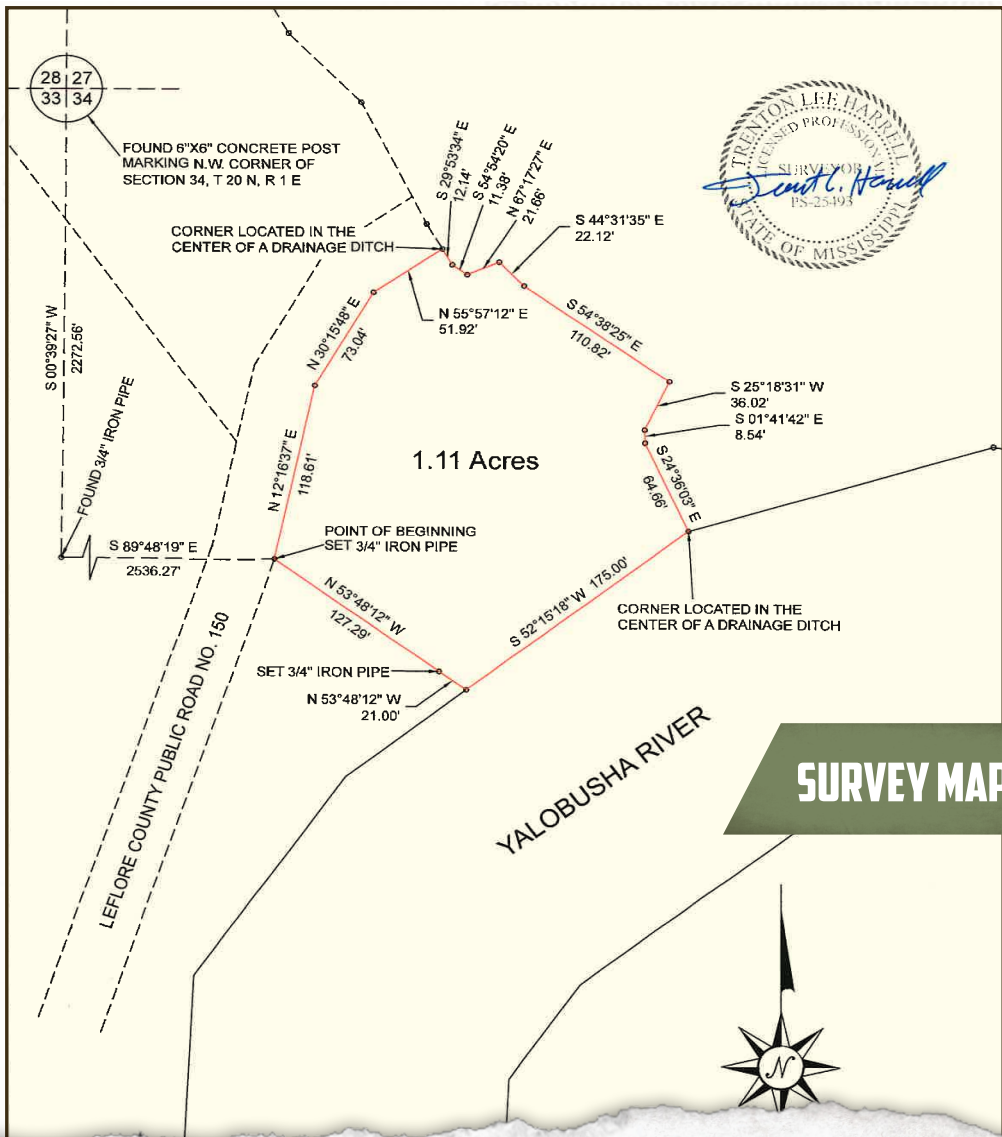 28 27
33 34
FOUND 6"X6" CONCRETE POST
MARKING N.W. CORNER OF
SECTION 34, T 20 N, R 1 E
TRENTON LEE HARRELL
LICENSED PROFESSIONAL
SURVEYOR
PS-25493
STATE OF MISSISSIPPI
S 29°53'34" E
12.14'
S 54°54'20" E
11.38'
N 67°17'27" E
21.66'
S 44°31'35" E
22.12'
CORNER LOCATED IN THE
CENTER OF A DRAINAGE DITCH
N 55°57'12" E
51.92'
S 54°38'25" E
110.82'
N 30°15'48" E
73.04'
S 00°39'27" W
2272.56'
S 25°18'31" W
36.02'
S 01°41'42" E
8.54'
FOUND 3/4" IRON PIPE
N 12°16'37" E
118.61'
1.11 Acres
S 24°36'03" E
64.66'
POINT OF BEGINNING
SET 3/4" IRON PIPE
S 89°48'19" E
2536.27'
N 53°48'12" W
127.29'
S 52°15'18" W 175.00'
CORNER LOCATED IN THE
CENTER OF A DRAINAGE DITCH
SET 3/4" IRON PIPE
N 53°48'12" W
21.00'
LEFLORE COUNTY PUBLIC ROAD NO. 150
YALOBUSHA RIVER
SURVEY MAP
N